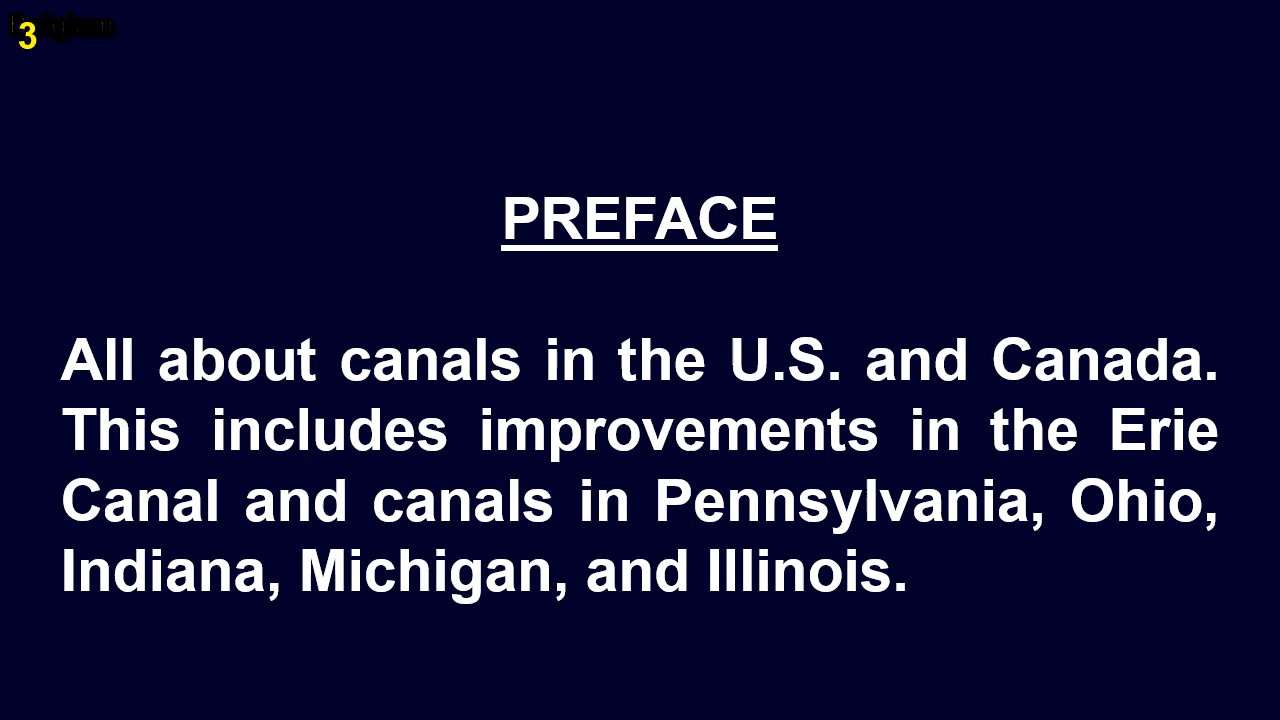 3
PREFACE
All about canals in the U.S. and Canada.
This includes improvements in the Erie
Canal and canals in Pennsylvania, Ohio,
Indiana, Michigan, and Illinois.